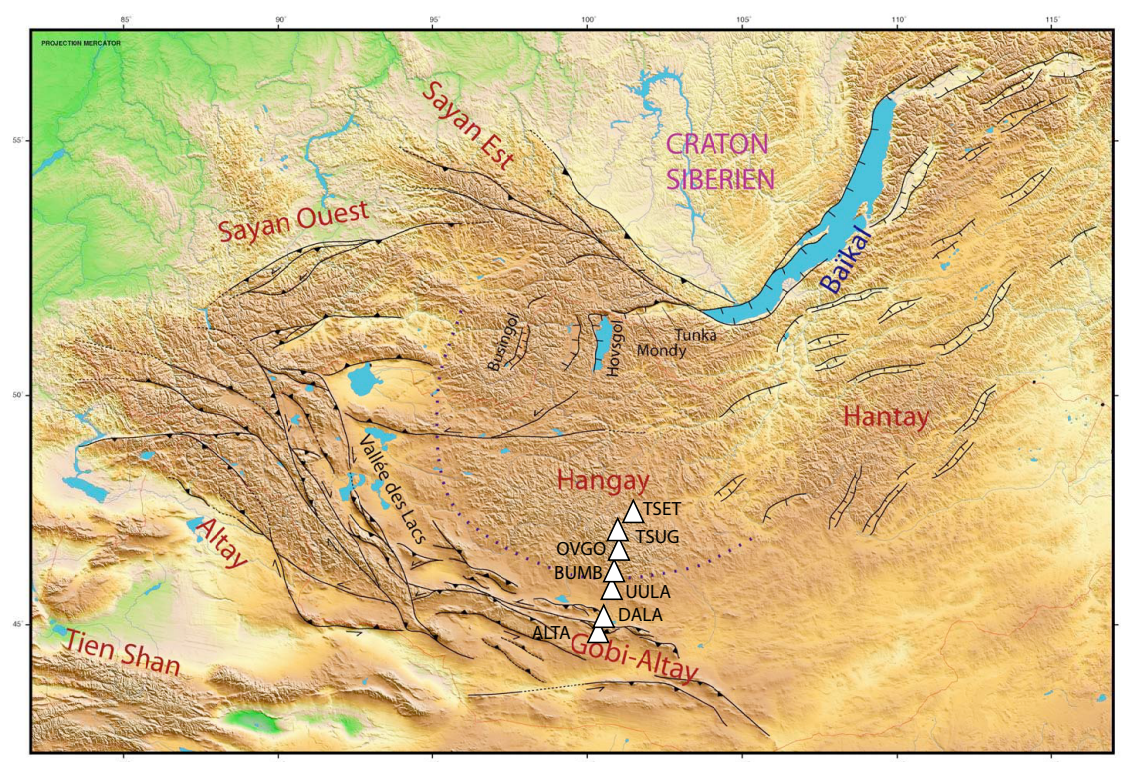 85°
90°
95°
100°
105°
110°
115°
PROJECTION MERCATOR
55°
50°
45°
Sayan Est
CRATON
SIBERIEN
Sayan Ouest
Baïkal
Busingol
Hovsgol
Tunka
Mondy
Hantay
Vallée des Lacs
Hangay
TSET
TSUG
OVGO
BUMB
UULA
DALA
ALTA
Altay
Gobi-Altay
Tien Shan